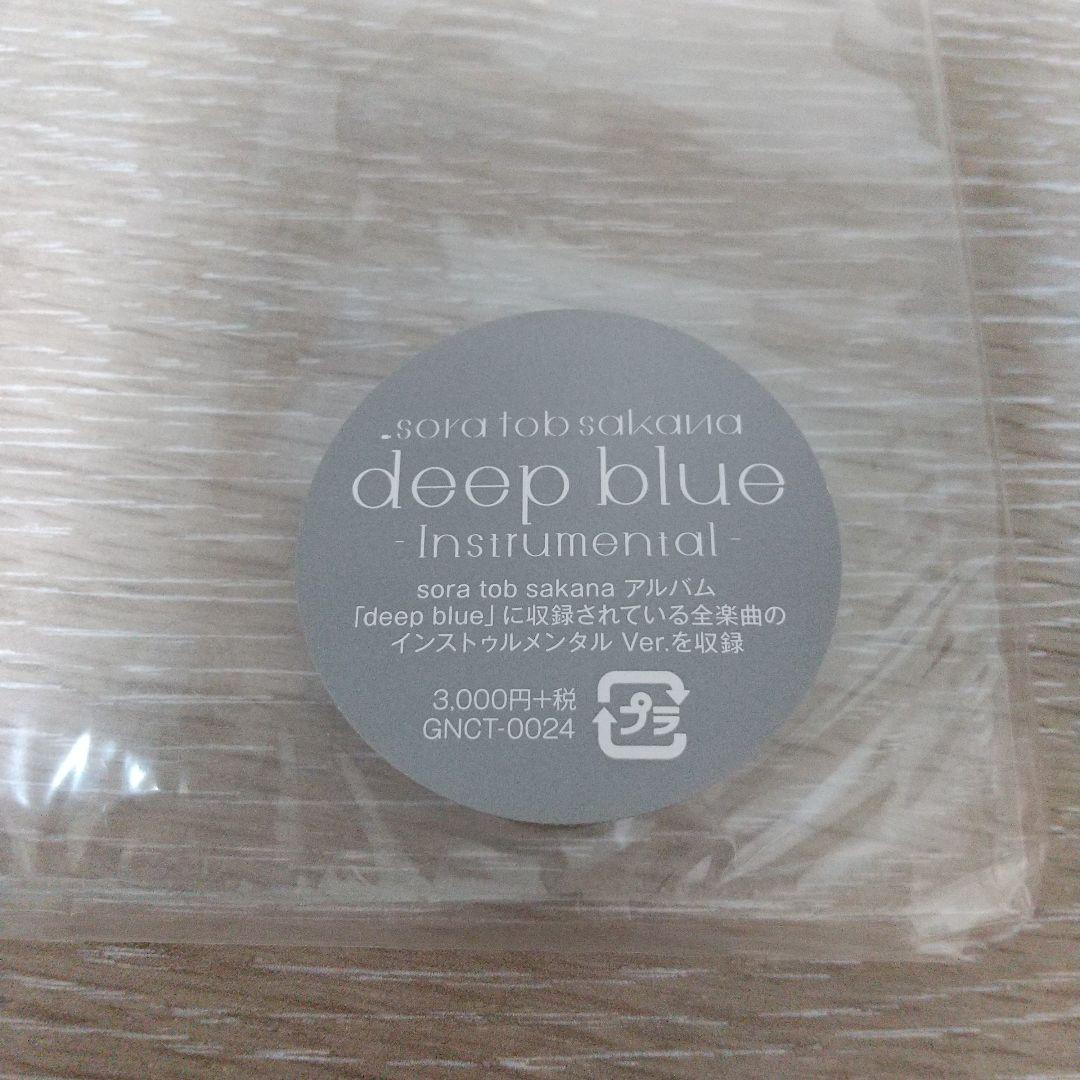 sora tob sakana
deep blue
- Instrumental -
sora tob sakana アルバム
「deep blue」に収録されている全楽曲の
インストゥルメンタル Ver.を収録
3,000円+税
GNCT-0024
プラ